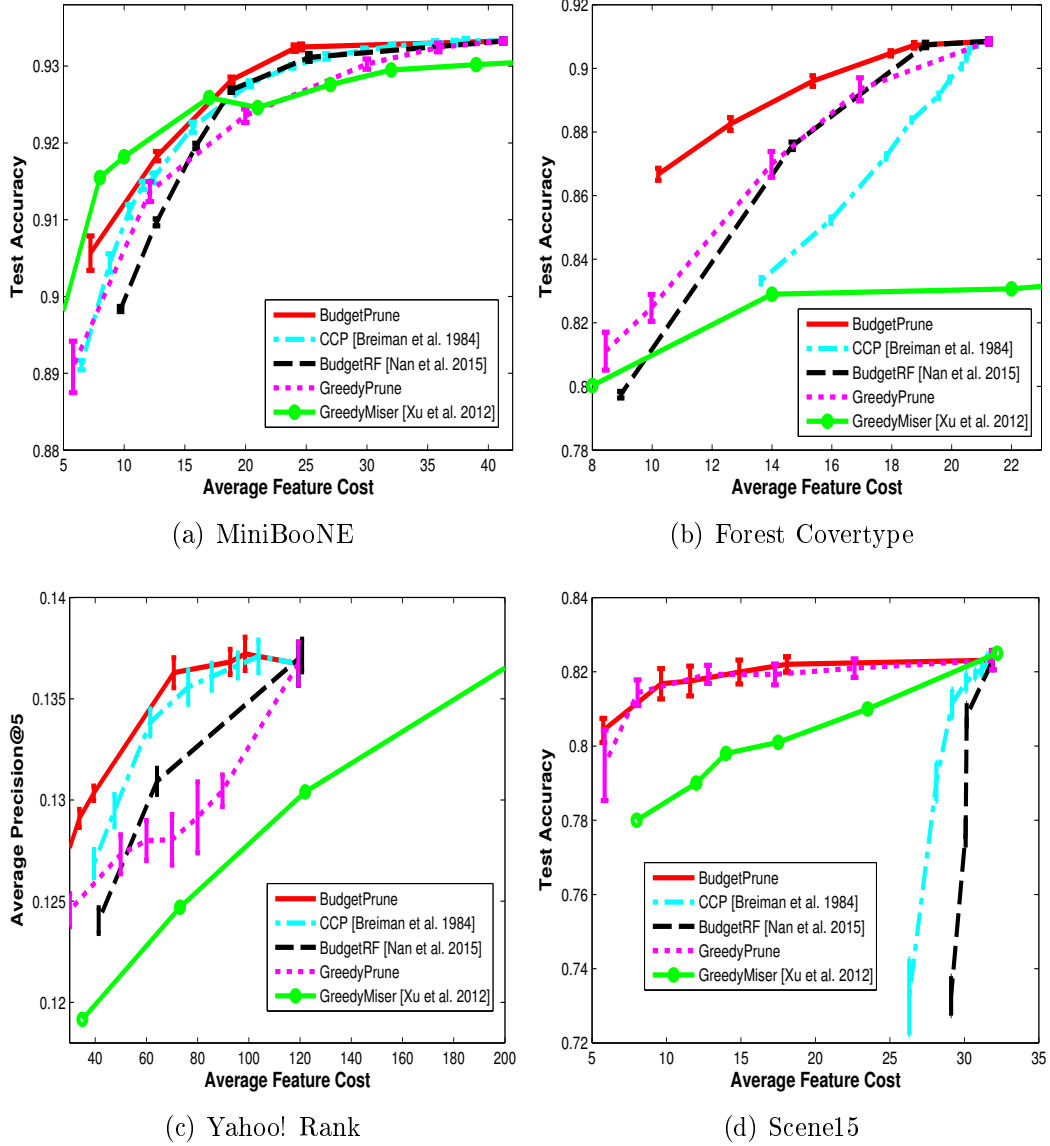 0.93
0.92
0.91
0.9
0.89
0.88
Test Accuracy
5 10 15 20 25 30 35 40
Average Feature Cost
BudgetPrune
CCP [Breiman et al. 1984]
BudgetRF [Nan et al. 2015]
GreedyPrune
GreedyMiser [Xu et al. 2012]
(a) MiniBooNE
0.92
0.9
0.88
0.86
0.84
0.82
0.8
0.78
Test Accuracy
8 10 12 14 16 18 20 22
Average Feature Cost
BudgetPrune
CCP [Breiman et al. 1984]
BudgetRF [Nan et al. 2015]
GreedyPrune
GreedyMiser [Xu et al. 2012]
(b) Forest Covertype
0.14
0.135
0.13
0.125
0.12
Average Precision@5
40 60 80 100 120 140 160 180 200
Average Feature Cost
BudgetPrune
CCP [Breiman et al. 1984]
BudgetRF [Nan et al. 2015]
GreedyPrune
GreedyMiser [Xu et al. 2012]
(c) Yahoo! Rank
0.84
0.82
0.8
0.78
0.76
0.74
0.72
Test Accuracy
5 10 15 20 25 30 35
Average Feature Cost
BudgetPrune
CCP [Breiman et al. 1984]
BudgetRF [Nan et al. 2015]
GreedyPrune
GreedyMiser [Xu et al. 2012]
(d) Scene15